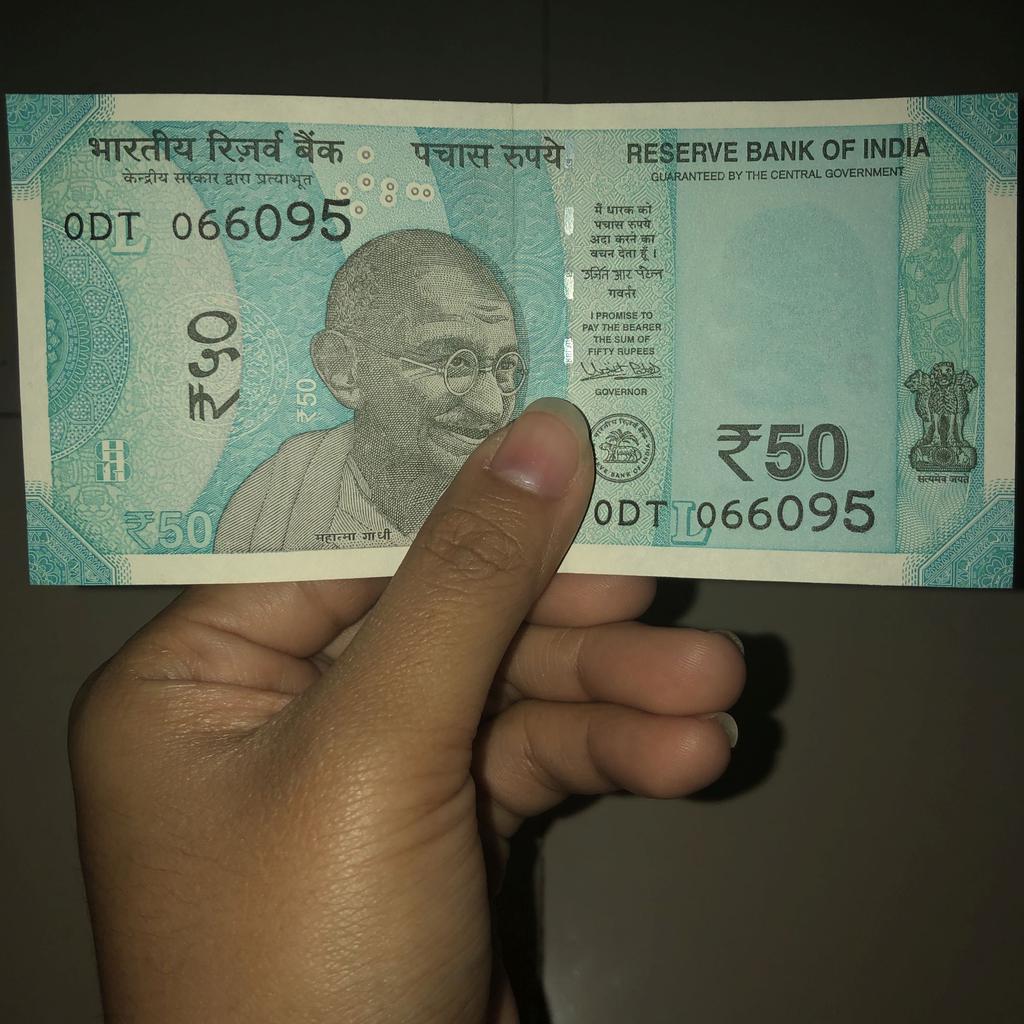 भारतीय रिज़र्व बैंक
केन्द्रीय सरकार द्वारा प्रत्याभूत
पचास रुपये
RESERVE BANK OF INDIA
GUARANTEED BY THE CENTRAL GOVERNMENT
0DT 066095
₹५०
₹50
मैं धारक को
पचास रुपये
अदा करने का
वचन देता हूँ।
गवर्नर
I PROMISE TO
PAY THE BEARER
THE SUM OF
FIFTY RUPEES
GOVERNOR
₹50
सत्यमेव जयते
₹50
महात्मा गांधी
0DT L 066095